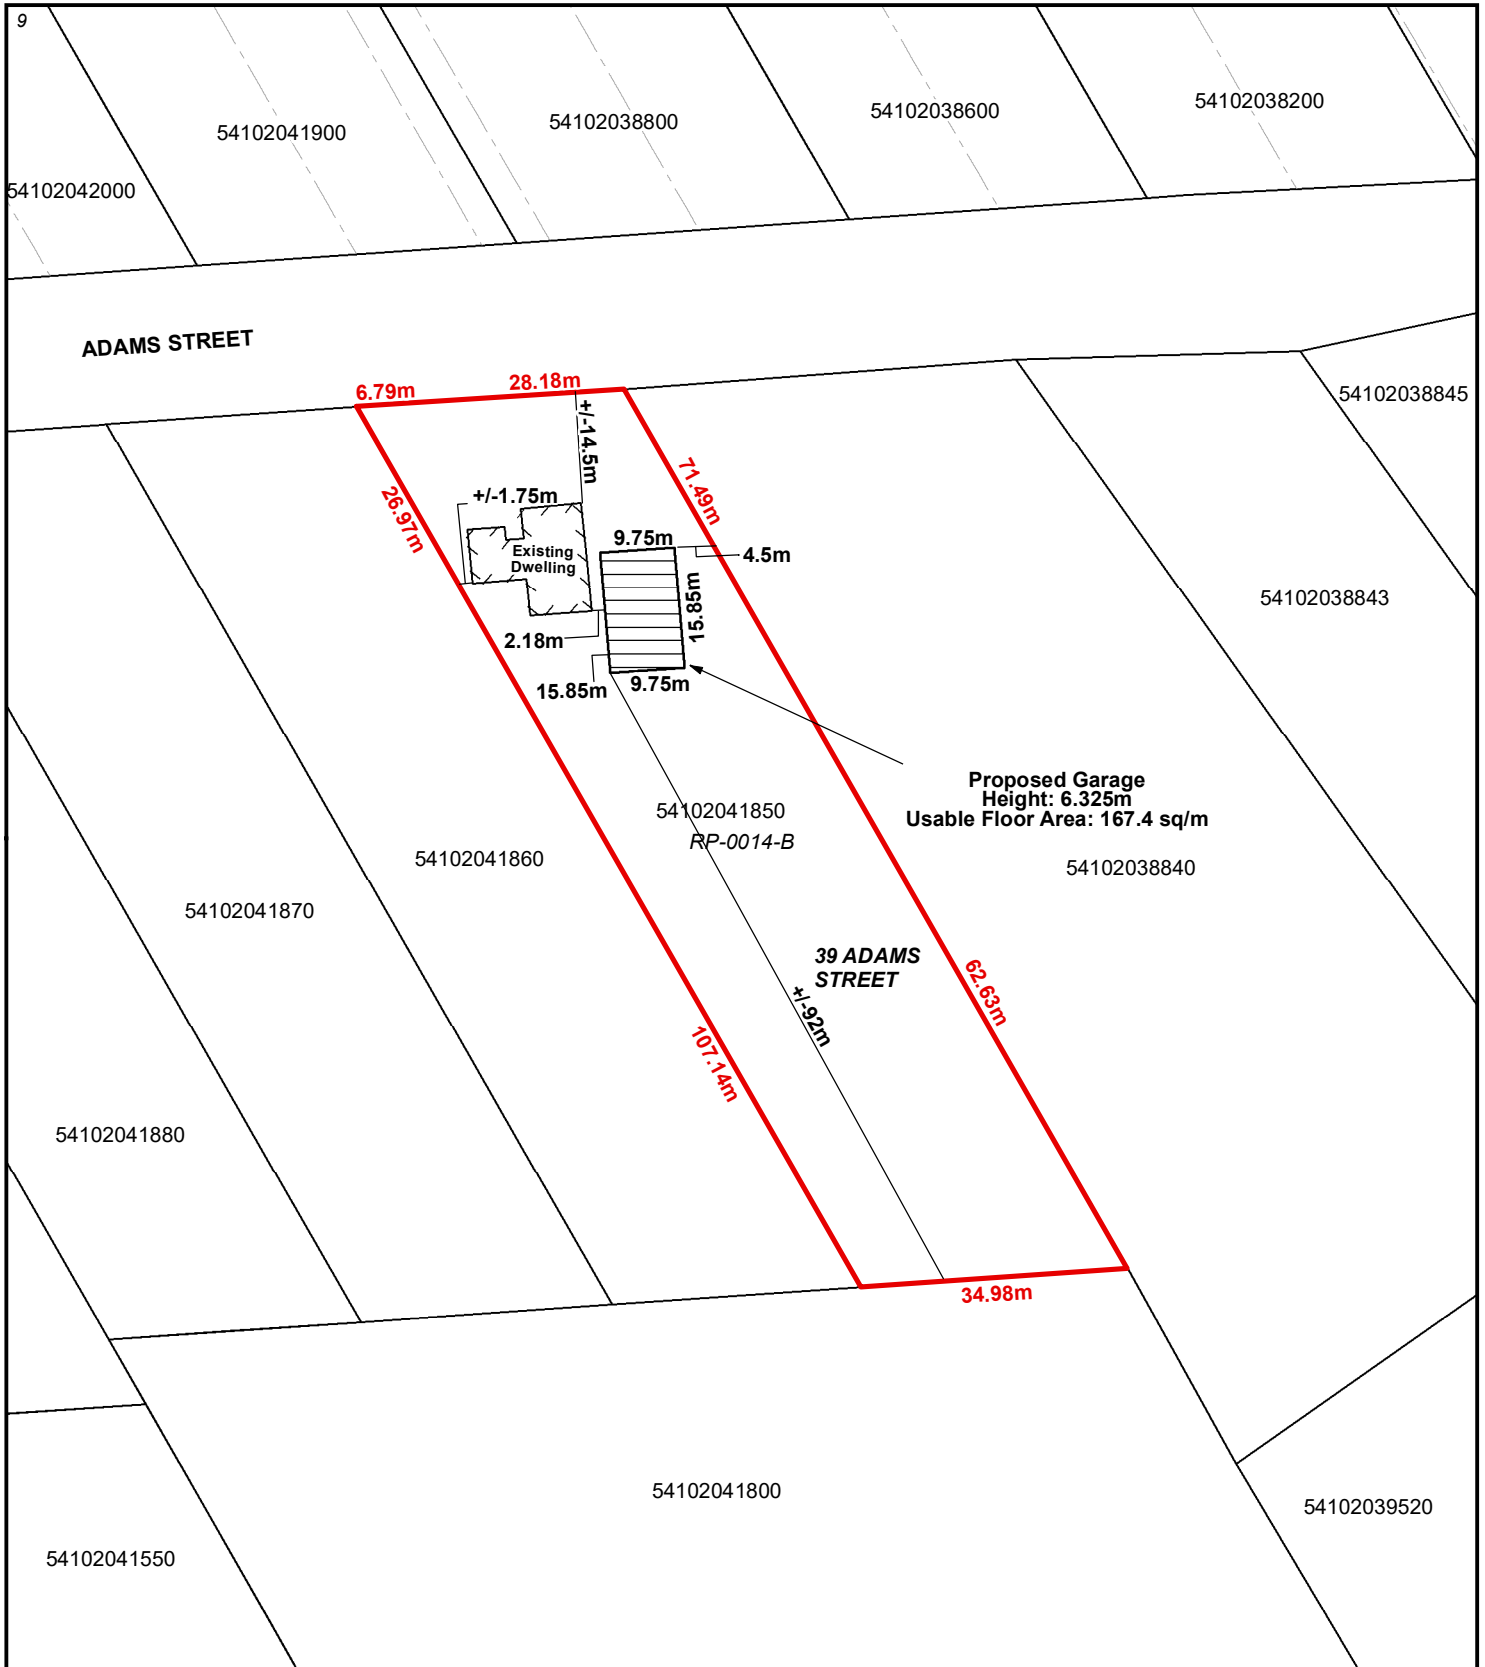 9
54102041900
54102038800
54102038600
54102038200
54102042000
ADAMS STREET
6.79m
28.18m
54102038845
+/-14.5m
71.49m
26.97m
+/-1.75m
Existing
Dwelling
9.75m
4.5m
15.85m
54102038843
2.18m
15.85m
9.75m
Proposed Garage
Height: 6.325m
Usable Floor Area: 167.4 sq/m
54102041850
RP-0014-B
54102041860
54102038840
54102041870
39 ADAMS
STREET
62.63m
+/-92m
107.14m
54102041880
34.98m
54102041800
54102039520
54102041550